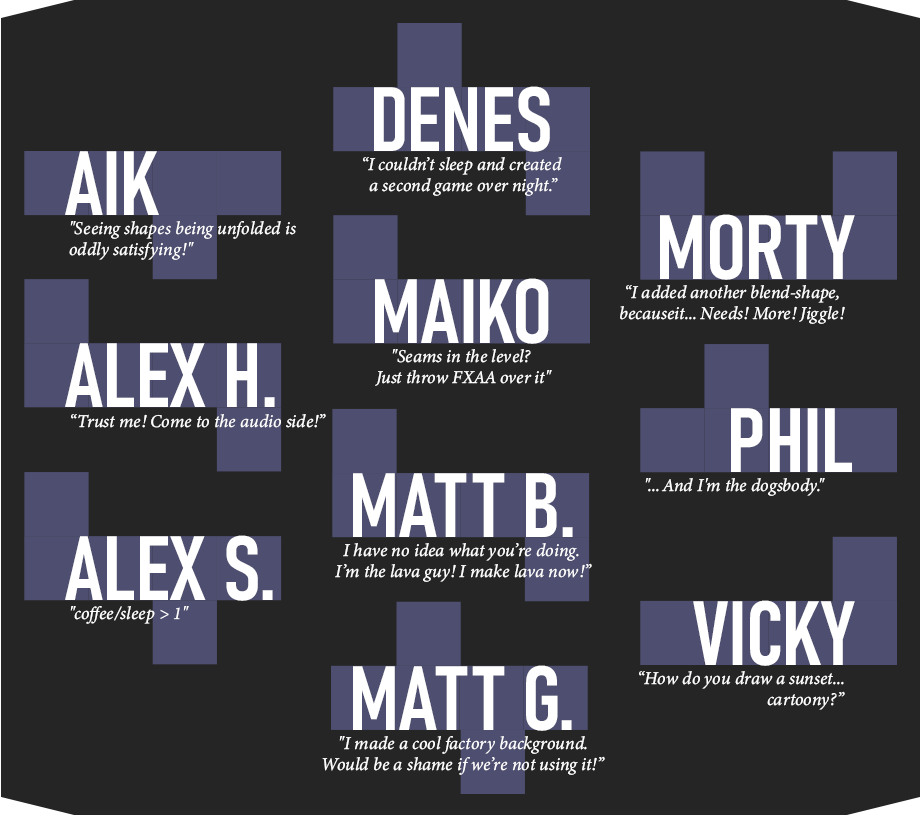 AIK
"Seeing shapes being unfolded is
oddly satisfying!"
ALEX H.
“Trust me! Come to the audio side!”
ALEX S.
"coffee/sleep > 1"
DENES
“I couldn’t sleep and created
a second game over night.”
MAIKO
"Seams in the level?
Just throw FXAA over it"
MATT B.
I have no idea what you’re doing.
I’m the lava guy! I make lava now!”
MATT G.
"I made a cool factory background.
Would be a shame if we’re not using it!”
MORTY
“I added another blend-shape,
becauseit... Needs! More! Jiggle!
PHIL
"... And I'm the dogsbody."
VICKY
“How do you draw a sunset...
cartoony?”